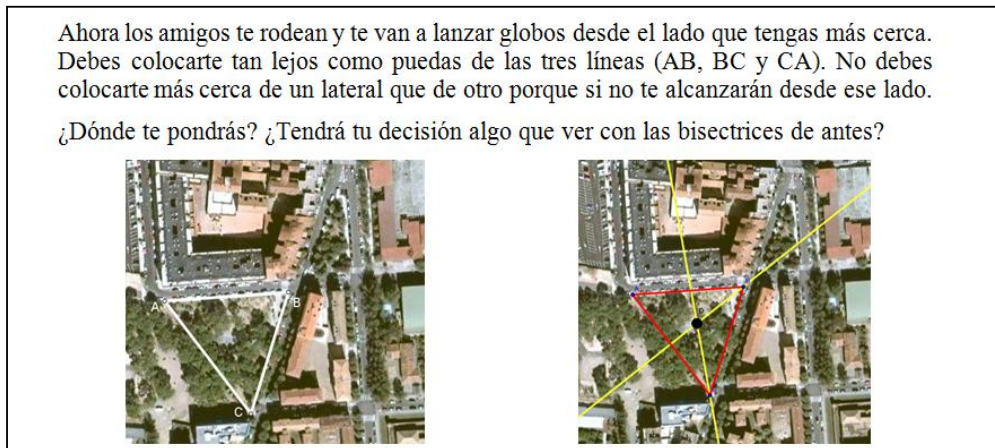 Ahora los amigos te rodean y te van a lanzar globos desde el lado que tengas más cerca.
Debes colocarte tan lejos como puedas de las tres líneas (AB, BC y CA). No debes
colocarte más cerca de un lateral que de otro porque si no te alcanzarán desde ese lado.
¿Dónde te pondrás? ¿Tendrá tu decisión algo que ver con las bisectrices de antes?
A
B
C